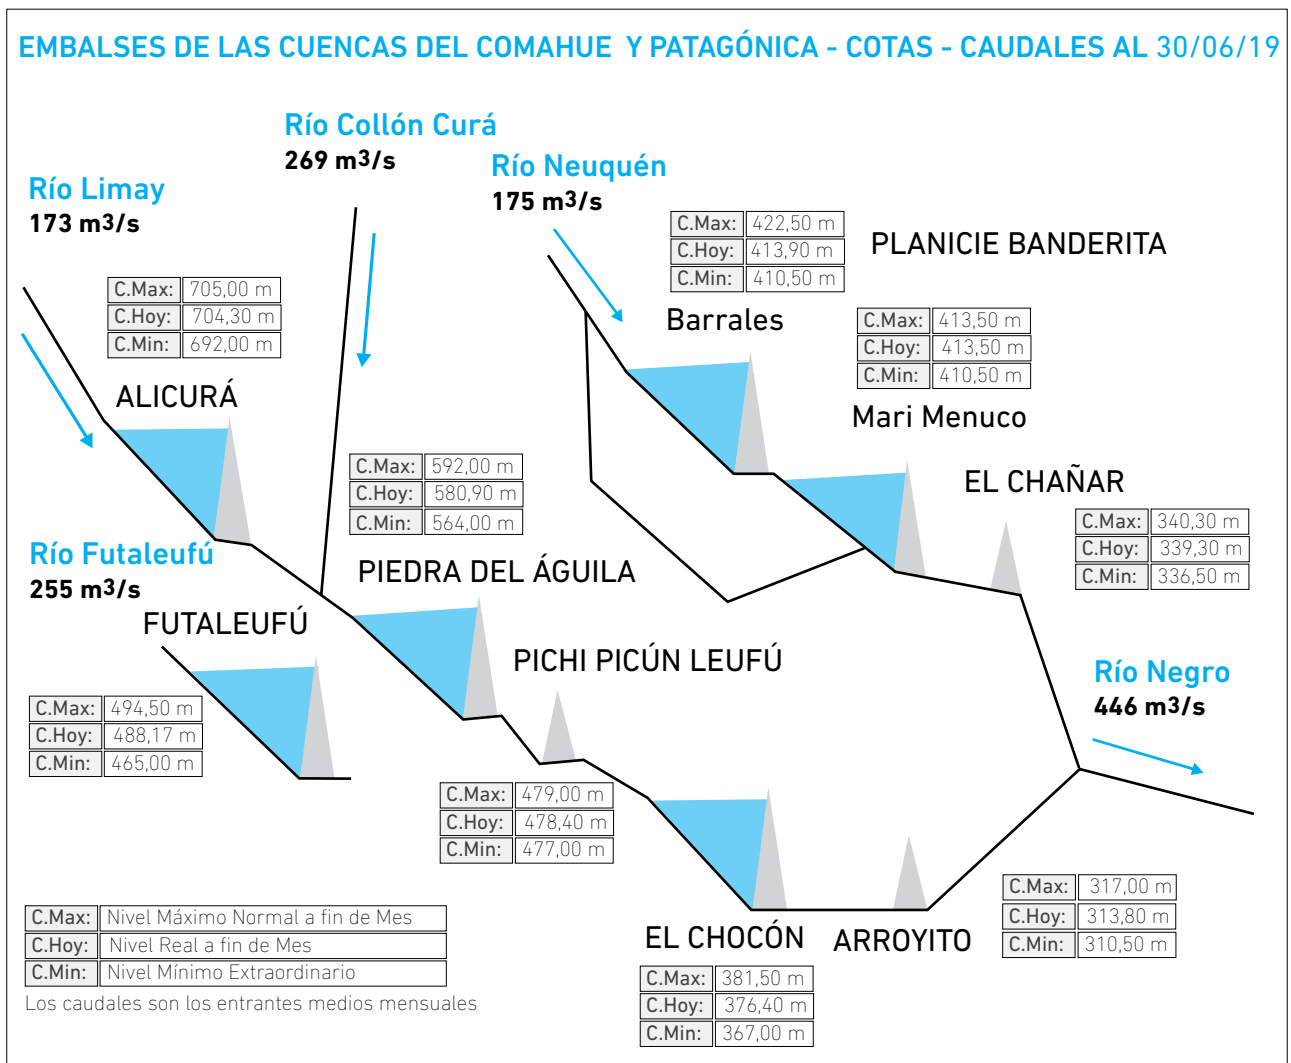 EMBALSES DE LAS CUENCAS DEL COMAHUE Y PATAGÓNICA - COTAS - CAUDALES AL 30/06/19
Río Collón Curá
269 m3/s
Río Neuquén
175 m3/s
Río Limay
173 m3/s
C.Max: 422,50 m
C.Hoy: 413,90 m
C.Min: 410,50 m
PLANICIE BANDERITA
Barrales
C.Max: 705,00 m
C.Hoy: 704,30 m
C.Min: 692,00 m
ALICURÁ
C.Max: 413,50 m
C.Hoy: 413,50 m
C.Min: 410,50 m
Mari Menuco
C.Max: 592,00 m
C.Hoy: 580,90 m
C.Min: 564,00 m
PIEDRA DEL ÁGUILA
EL CHAÑAR
C.Max: 340,30 m
C.Hoy: 339,30 m
C.Min: 336,50 m
Río Futaleufú
255 m3/s
FUTALEUFÚ
C.Max: 494,50 m
C.Hoy: 488,17 m
C.Min: 465,00 m
PICHI PICÚN LEUFÚ
C.Max: 479,00 m
C.Hoy: 478,40 m
C.Min: 477,00 m
Río Negro
446 m3/s
EL CHOCÓN
C.Max: 381,50 m
C.Hoy: 376,40 m
C.Min: 367,00 m
ARROYITO
C.Max: 317,00 m
C.Hoy: 313,80 m
C.Min: 310,50 m
C.Max: Nivel Máximo Normal a fin de Mes
C.Hoy: Nivel Real a fin de Mes
C.Min: Nivel Mínimo Extraordinario
Los caudales son los entrantes medios mensuales